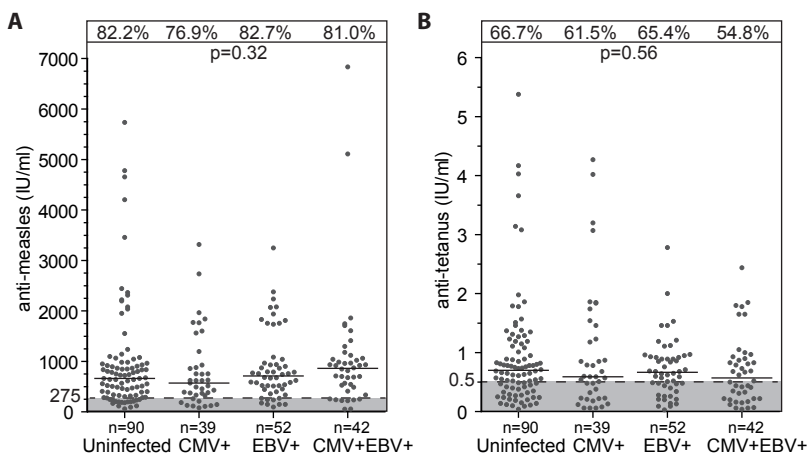 A
82.2% 76.9% 82.7% 81.0%
p=0.32
anti-measles (IU/ml)
7000
6000
5000
4000
3000
2000
1000
275
0
n=90 n=39 n=52 n=42
Uninfected CMV+ EBV+ CMV+EBV+
B
66.7% 61.5% 65.4% 54.8%
p=0.56
anti-tetanus (IU/ml)
6
5
4
3
2
1
0.5
0
n=90 n=39 n=52 n=42
Uninfected CMV+ EBV+ CMV+EBV+